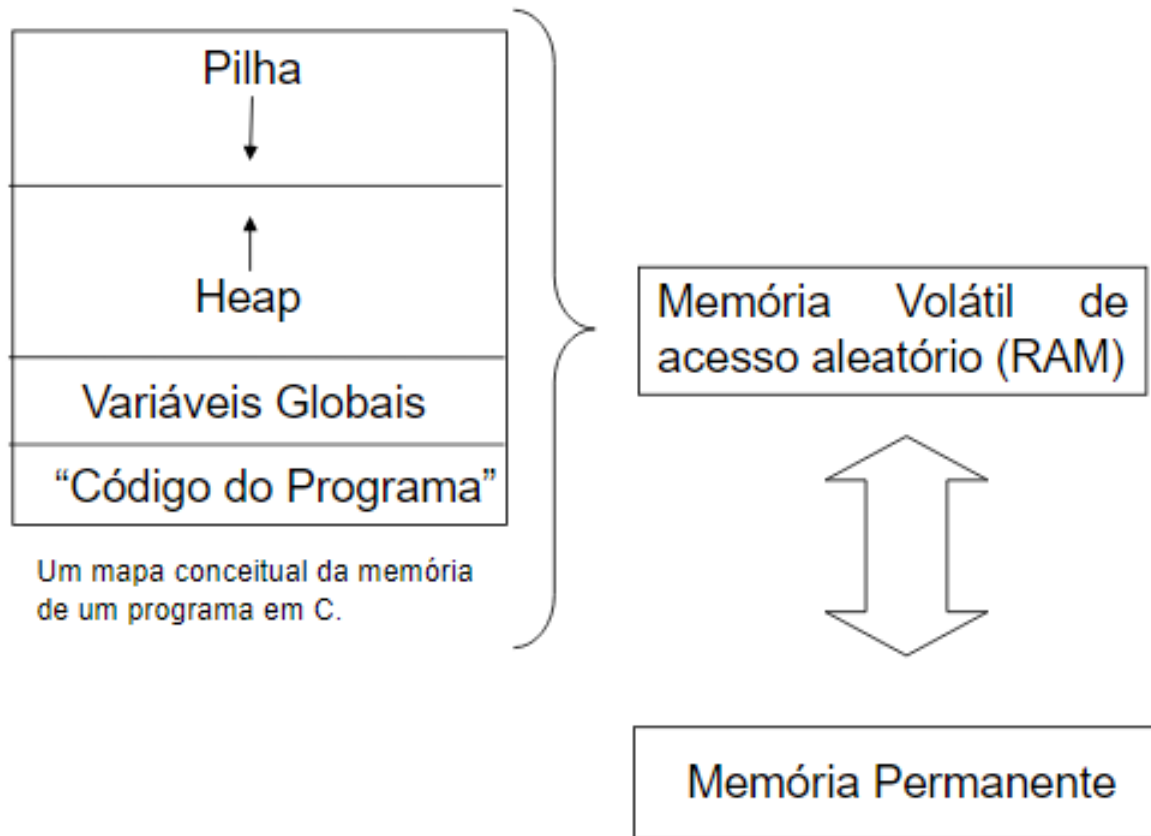 Pilha
Heap
Variáveis Globais
“Código do Programa”
Um mapa conceitual da memória
de um programa em C.
Memória Volátil de
acesso aleatório (RAM)
Memória Permanente